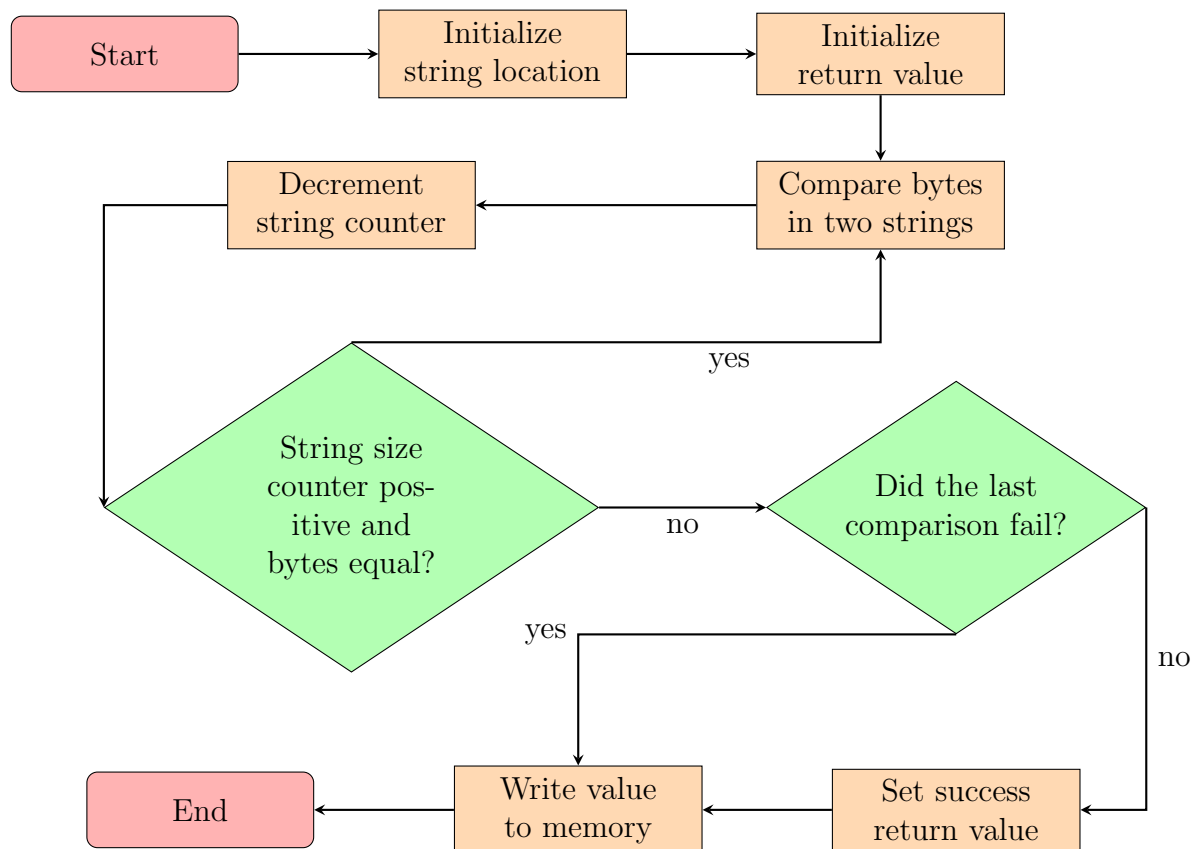 Start
Initialize
string location
Initialize
return value
Decrement
string counter
Compare bytes
in two strings
yes
String size
counter pos-
itive and
bytes equal?
no
Did the last
comparison fail?
yes
no
End
Write value
to memory
Set success
return value